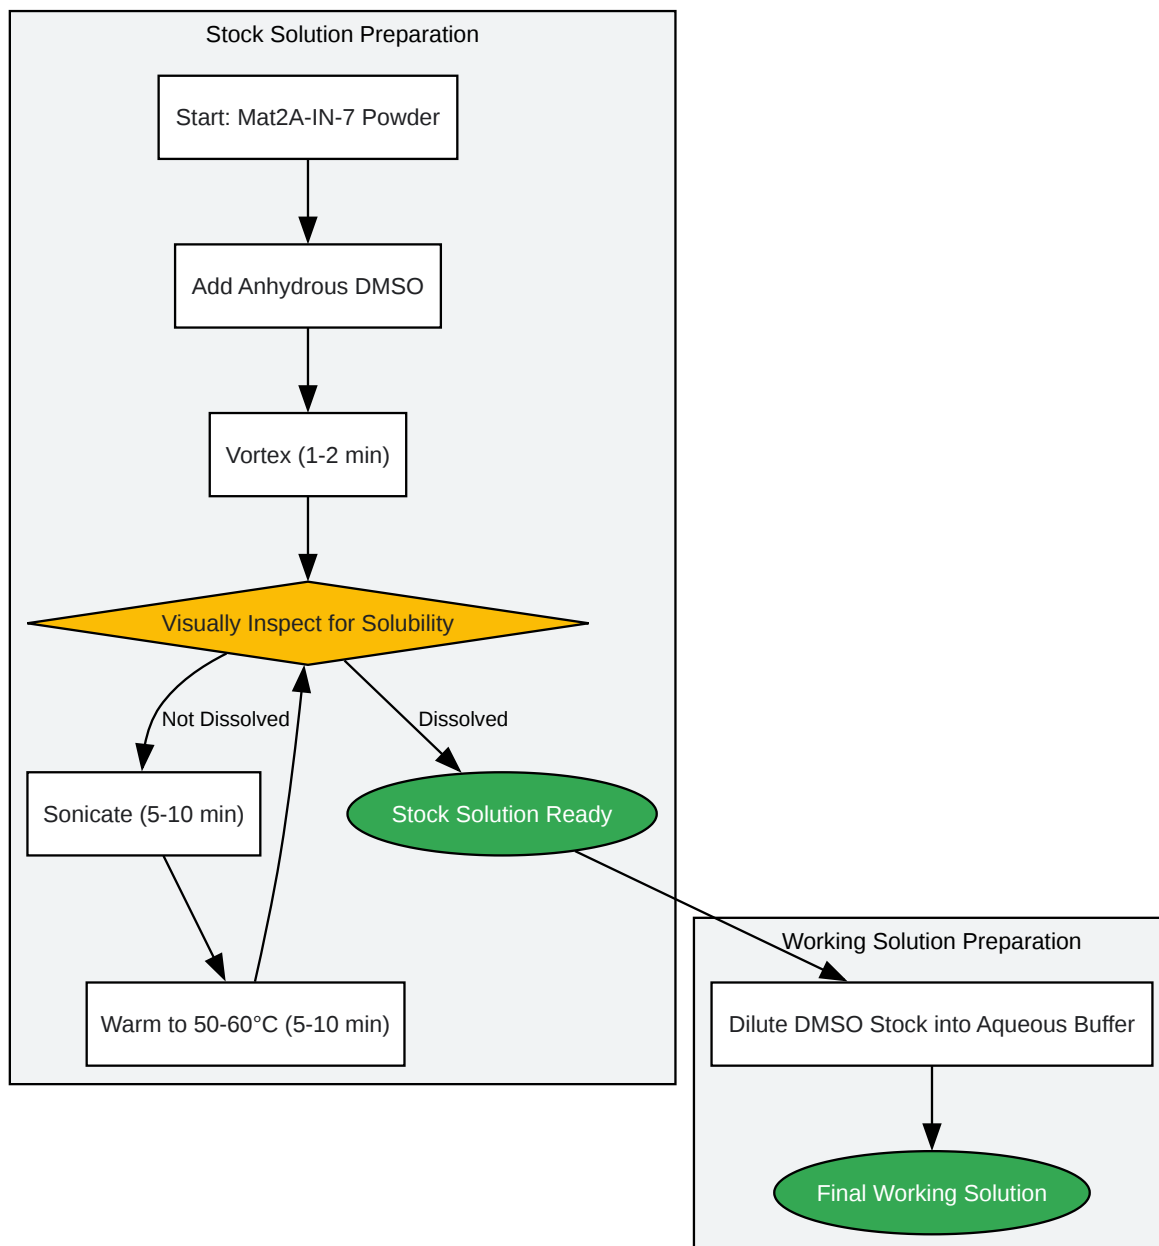 Stock Solution Preparation
Start: Mat2A-IN-7 Powder
Add Anhydrous DMSO
Vortex (1-2 min)
Visually Inspect for Solubility
Not Dissolved
Dissolved
Sonicate (5-10 min)
Stock Solution Ready
Warm to 50-60°C (5-10 min)
Working Solution Preparation
Dilute DMSO Stock into Aqueous Buffer
Final Working Solution